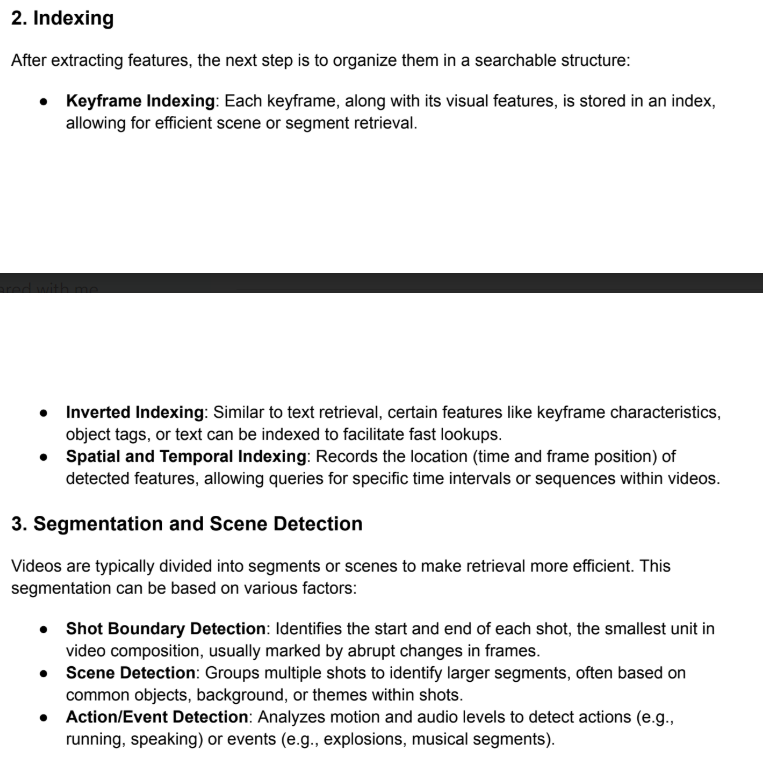 2. Indexing
After extracting features, the next step is to organize them in a searchable structure:
● Keyframe Indexing: Each keyframe, along with its visual features, is stored in an index,
allowing for efficient scene or segment retrieval.
ared with me
● Inverted Indexing: Similar to text retrieval, certain features like keyframe characteristics,
object tags, or text can be indexed to facilitate fast lookups.
● Spatial and Temporal Indexing: Records the location (time and frame position) of
detected features, allowing queries for specific time intervals or sequences within videos.
3. Segmentation and Scene Detection
Videos are typically divided into segments or scenes to make retrieval more efficient. This
segmentation can be based on various factors:
● Shot Boundary Detection: Identifies the start and end of each shot, the smallest unit in
video composition, usually marked by abrupt changes in frames.
● Scene Detection: Groups multiple shots to identify larger segments, often based on
common objects, background, or themes within shots.
● Action/Event Detection: Analyzes motion and audio levels to detect actions (e.g.,
running, speaking) or events (e.g., explosions, musical segments).